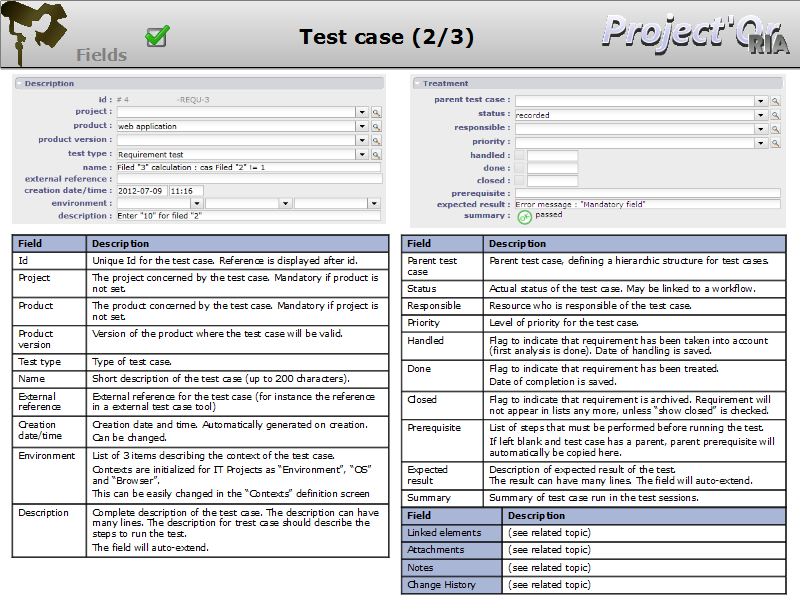 Fields
Test case (2/3)
Project'Or
RIA
Description
id : # 4 -REQU-3
project :
product : web application
product version :
test type : Requirement test
name : Filed "3" calculation : cas Filed "2" != 1
external reference :
creation date/time : 2012-07-09 11:16
environment :
description : Enter "10" for filed "2"
Treatment
parent test case :
status : recorded
responsible :
priority :
handled :
done :
closed :
prerequisite :
expected result : Error message : "Mandatory field"
summary : passed
Field Description
Id Unique Id for the test case. Reference is displayed after id.
Project The project concerned by the test case. Mandatory if product is
not set.
Product The product concerned by the test case. Mandatory if project is
not set.
Product Version of the product where the test case will be valid.
version
Test type Type of test case.
Name Short description of the test case (up to 200 characters).
External External reference for the test case (for instance the reference
reference in a external test case tool)
Creation Creation date and time. Automatically generated on creation.
date/time Can be changed.
Environment List of 3 items describing the context of the test case.
Contexts are initialized for IT Projects as “Environment”, “OS”
and “Browser”.
This can be easily changed in the “Contexts” definition screen
Description Complete description of the test case. The description can have
many lines. The description for trest case should describe the
steps to run the test.
The field will auto-extend.
Field Description
Parent test Parent test case, defining a hierarchic structure for test cases.
case
Status Actual status of the test case. May be linked to a workflow.
Responsible Resource who is responsible of the test case.
Priority Level of priority for the test case.
Handled Flag to indicate that requirement has been taken into account
(first analysis is done). Date of handling is saved.
Done Flag to indicate that requirement has been treated.
Date of completion is saved.
Closed Flag to indicate that requirement is archived. Requirement will
not appear in lists any more, unless “show closed” is checked.
Prerequisite List of steps that must be performed before running the test.
If left blank and test case has a parent, parent prerequisite will
automatically be copied here.
Expected Description of expected result of the test.
result The result can have many lines. The field will auto-extend.
Summary Summary of test case run in the test sessions.
Field Description
Linked elements (see related topic)
Attachments (see related topic)
Notes (see related topic)
Change History (see related topic)